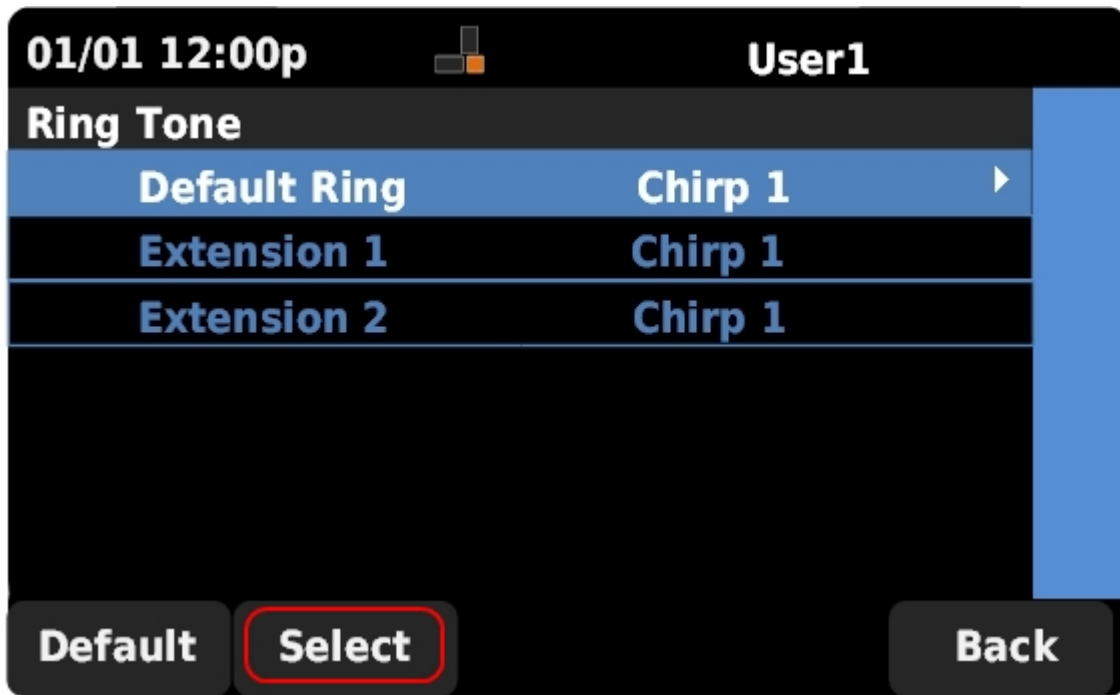 01/01 12:00p User1
Ring Tone
Default Ring Chirp 1
Extension 1 Chirp 1
Extension 2 Chirp 1
Default Select Back